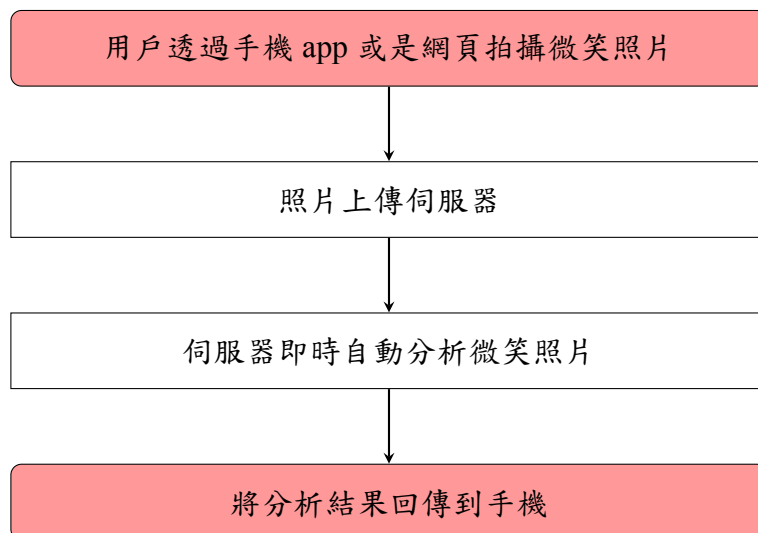 用戶透過手機 app 或是網頁拍攝微笑照片
照片上傳伺服器
伺服器即時自動分析微笑照片
將分析結果回傳到手機